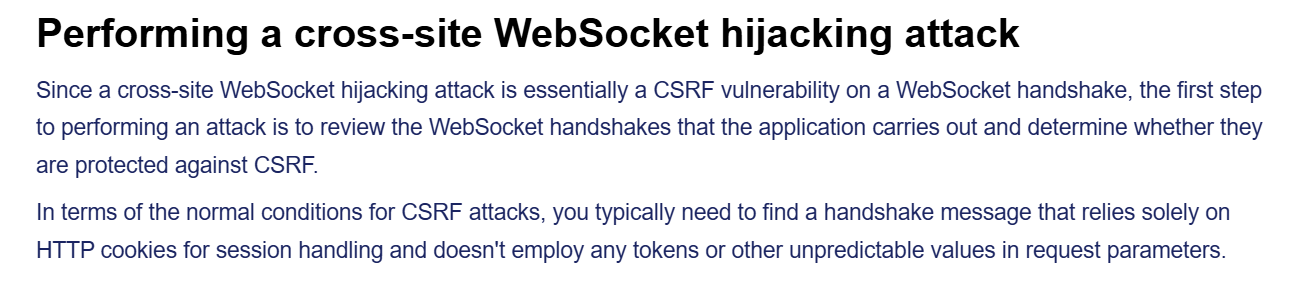 Performing a cross-site WebSocket hijacking attack
Since a cross-site WebSocket hijacking attack is essentially a CSRF vulnerability on a WebSocket handshake, the first step
to performing an attack is to review the WebSocket handshakes that the application carries out and determine whether they
are protected against CSRF.
In terms of the normal conditions for CSRF attacks, you typically need to find a handshake message that relies solely on
HTTP cookies for session handling and doesn't employ any tokens or other unpredictable values in request parameters.